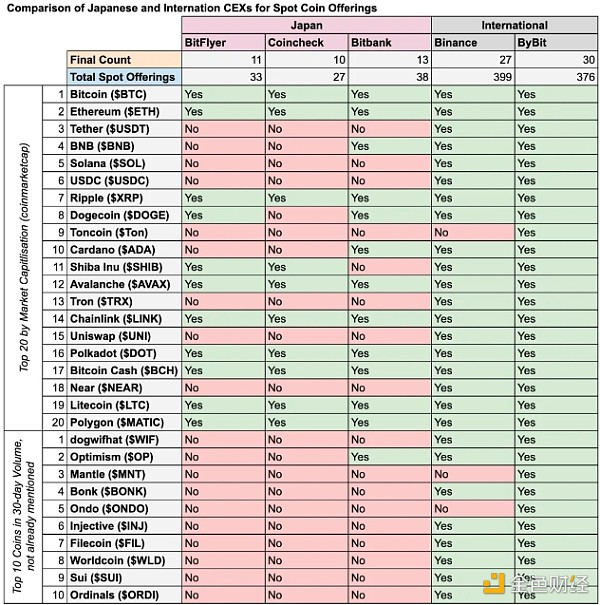 Comparison of Japanese and Internation CEXs for Spot Coin Offerings
Japan International
BitFlyer Coincheck Bitbank Binance ByBit
Final Count 11 10 13 27 30
Total Spot Offerings 33 27 38 399 376
Top 20 by Market Capitilisation (coinmarketcap)
1 Bitcoin ($BTC) Yes Yes Yes Yes Yes
2 Ethereum ($ETH) Yes Yes Yes Yes Yes
3 Tether ($USDT) No No No Yes Yes
4 BNB ($BNB) No No Yes Yes Yes
5 Solana ($SOL) No No No Yes Yes
6 USDC ($USDC) No No No Yes Yes
7 Ripple ($XRP) Yes Yes Yes Yes Yes
8 Dogecoin ($DOGE) Yes No Yes Yes Yes
9 Toncoin ($Ton) No No No No Yes
10 Cardano ($ADA) No No Yes Yes Yes
11 Shiba Inu ($SHIB) Yes Yes No Yes Yes
12 Avalanche ($AVAX) Yes Yes Yes Yes Yes
13 Tron ($TRX) No No No Yes Yes
14 Chainlink ($LINK) Yes Yes Yes Yes Yes
15 Uniswap ($UNI) No No No Yes Yes
16 Polkadot ($DOT) Yes Yes Yes Yes Yes
17 Bitcoin Cash ($BCH) Yes Yes Yes Yes Yes
18 Near ($NEAR) No No No Yes Yes
19 Litecoin ($LTC) Yes Yes Yes Yes Yes
20 Polygon ($MATIC) Yes Yes Yes Yes Yes
Top 10 Coins in 30-day Volume,
not already mentioned
1 dogwifhat ($WIF) No No No Yes Yes
2 Optimism ($OP) No No Yes Yes Yes
3 Mantle ($MNT) No No No No Yes
4 Bonk ($BONK) No No No Yes Yes
5 Ondo ($ONDO) No No No No Yes
6 Injective ($INJ) No No No Yes Yes
7 Filecoin ($FIL) No No No Yes Yes
8 Worldcoin ($WLD) No No No Yes Yes
9 Sui ($SUI) No No No Yes Yes
10 Ordinals ($ORDI) No No No Yes Yes
金色财经